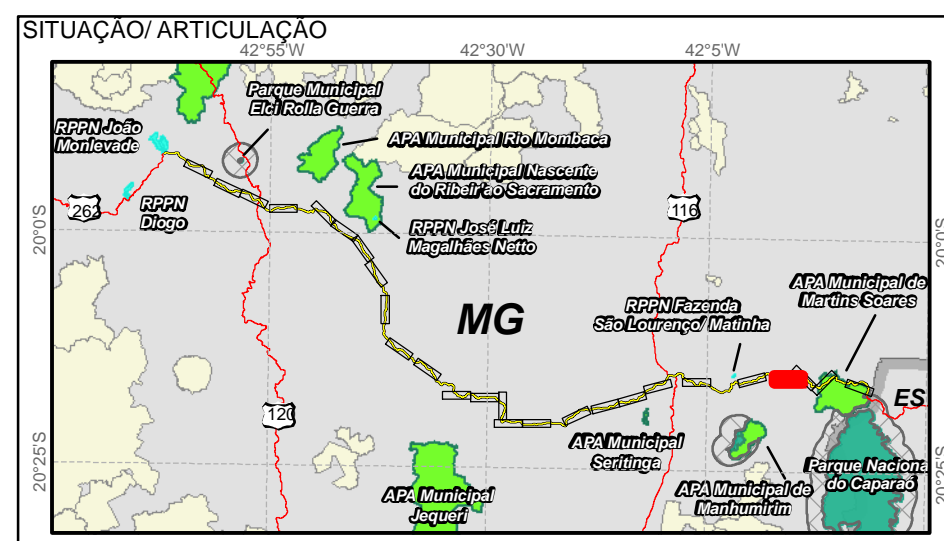 SITUAÇÃO/ ARTICULAÇÃO
42°55'W
42°30'W
42°5'W
Parque Municipal
Elci Rolla Guerra
RPPN João
Monlevade
APA Municipal Rio Mombaca
APA Municipal Nascente
do Ribeir'ao Sacramento
262
RPPN
Diogo
116
RPPN José Luiz
Magalhães Netto
20°0'S
20°0'S
APA Municipal de
Martins Soares
RPPN Fazenda
São Lourenço/ Matinha
MG
ES
120
APA Municipal
Seritinga
20°25'S
20°25'S
Parque Naciona
do Caparaó
APA Municipal
Jequeri
APA Municipal de
Manhumirim